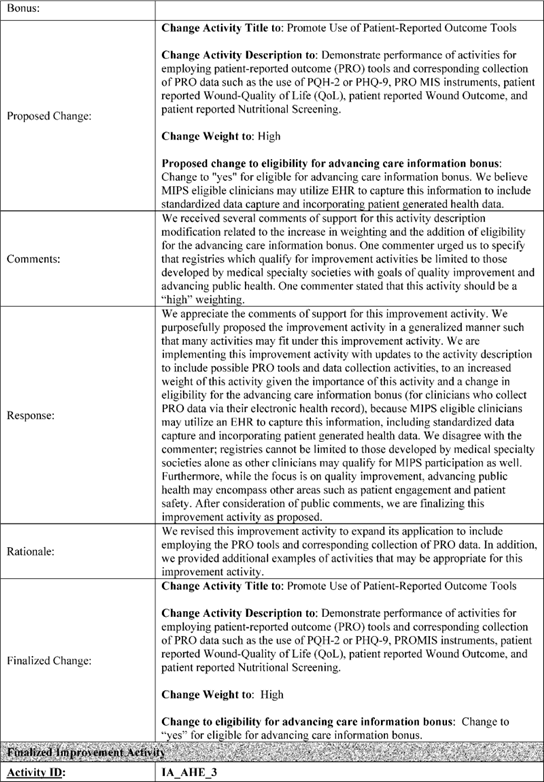 Bonus:
Proposed Change:
Change Activity Title to: Promote Use of Patient-Reported Outcome Tools
Change Activity Description to: Demonstrate performance of activities for
employing patient-reported outcome (PRO) tools and corresponding collection
of PRO data such as the use of PQH-2 or PHQ-9, PRO MIS instruments, patient
reported Wound-Quality of Life (QoL), patient reported Wound Outcome, and
patient reported Nutritional Screening.
Change Weight to: High
Proposed change to eligibility for advancing care information bonus:
Change to "yes" for eligible for advancing care information bonus. We believe
MIPS eligible clinicians may utilize EHR to capture this information to include
standardized data capture and incorporating patient generated health data.
Comments:
We received several comments of support for this activity description
modification related to the increase in weighting and the addition of eligibility
for the advancing care information bonus. One commenter urged us to specify
that registries which qualify for improvement activities be limited to those
developed by medical specialty societies with goals of quality improvement and
advancing public health. One commenter stated that this activity should be a
“high” weighting.
Response:
We appreciate the comments of support for this improvement activity. We
purposefully proposed the improvement activity in a generalized manner such
that many activities may fit under this improvement activity. We are
implementing this improvement activity with updates to the activity description
to include possible PRO tools and data collection activities, to an increased
weight of this activity given the importance of this activity and a change in
eligibility for the advancing care information bonus (for clinicians who collect
PRO data via their electronic health record), because MIPS eligible clinicians
may utilize an EHR to capture this information, including standardized data
capture and incorporating patient generated health data. We disagree with the
commenter; registries cannot be limited to those developed by medical specialty
societies alone as other clinicians may qualify for MIPS participation as well.
Furthermore, while the focus is on quality improvement, advancing public
health may encompass other areas such as patient engagement and patient
safety. After consideration of public comments, we are finalizing this
improvement activity as proposed.
Rationale:
We revised this improvement activity to expand its application to include
employing the PRO tools and corresponding collection of PRO data. In addition,
we provided additional examples of activities that may be appropriate for this
improvement activity.
Finalized Change:
Change Activity Title to: Promote Use of Patient-Reported Outcome Tools
Change Activity Description to: Demonstrate performance of activities for
employing patient-reported outcome (PRO) tools and corresponding collection
of PRO data such as the use of PQH-2 or PHQ-9, PROMIS instruments, patient
reported Wound-Quality of Life (QoL), patient reported Wound Outcome, and
patient reported Nutritional Screening.
Change Weight to: High
Change to eligibility for advancing care information bonus: Change to
“yes” for eligible for advancing care information bonus.
Finalized Improvement Activity
Activity ID:
IA_AHE_3